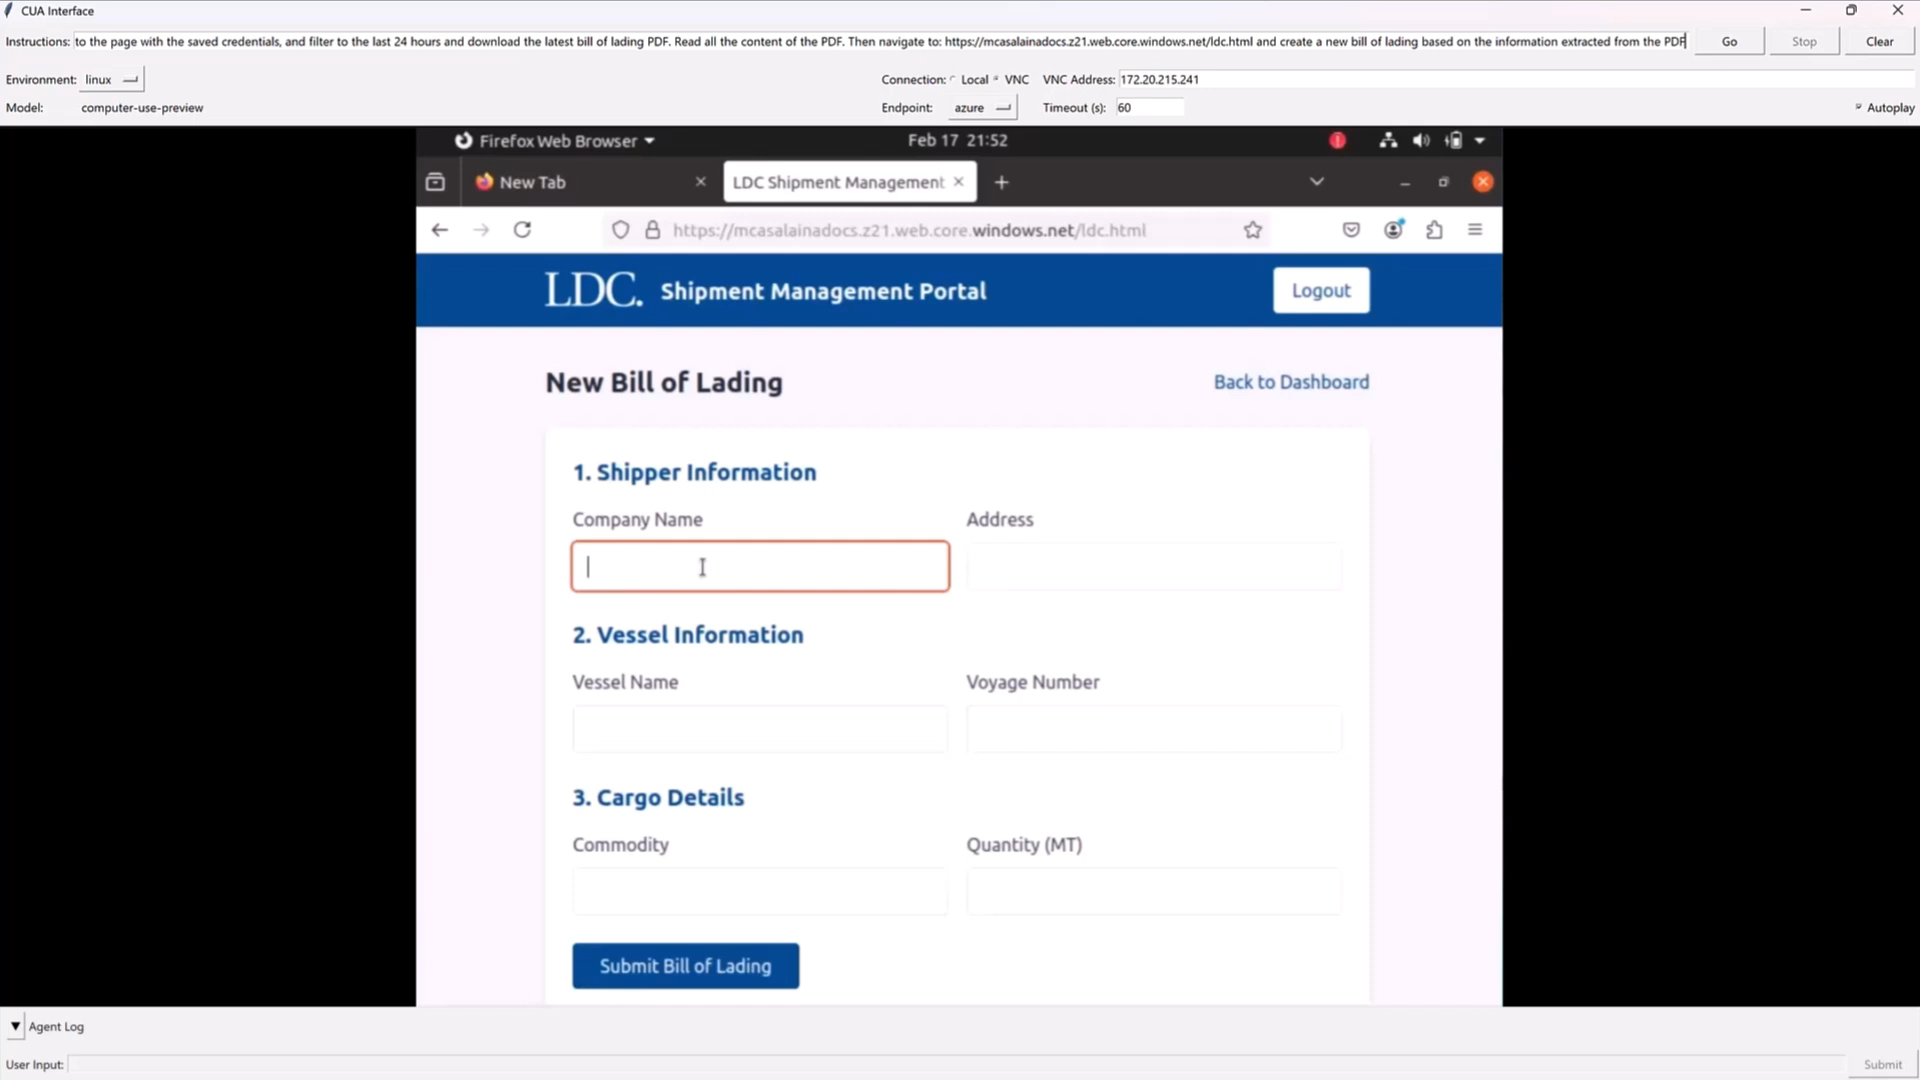 CUA Interface
Instructions: to the page with the saved credentials, and filter to the last 24 hours and download the latest bill of lading PDF. Read all the content of the PDF. Then navigate to: https://mcasalainadocs.z21.web.core.windows.net/ldc.html and create a new bill of lading based on the information extracted from the PDF Go Stop Clear
Environment: linux Connection: Local VNC VNC Address: 172.20.215.241
Model: computer-use-preview Endpoint: azure Timeout (s): 60 Autoplay
Firefox Web Browser Feb 17 21:52
New Tab LDC Shipment Management
https://mcasalainadocs.z21.web.core.windows.net/ldc.html
LDC. Shipment Management Portal Logout
New Bill of Lading Back to Dashboard
1. Shipper Information
Company Name Address
2. Vessel Information
Vessel Name Voyage Number
3. Cargo Details
Commodity Quantity (MT)
Submit Bill of Lading
Agent Log
User Input: Submit